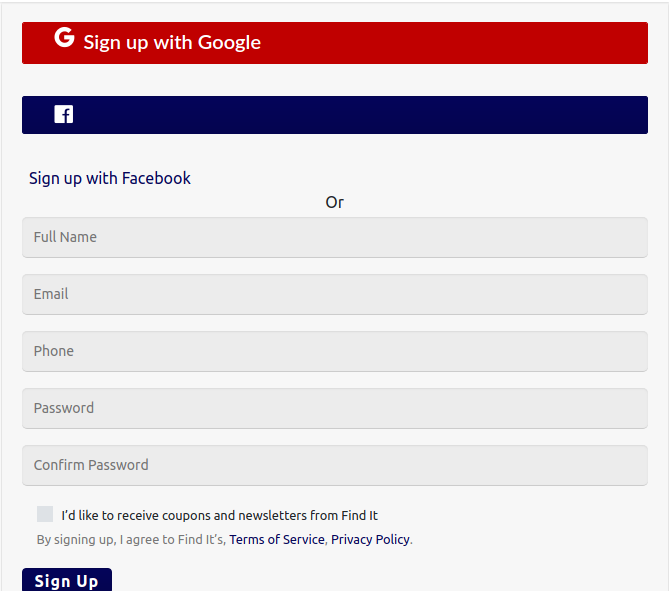 Sign up with Google
Sign up with Facebook
Or
Full Name
Email
Phone
Password
Confirm Password
I’d like to receive coupons and newsletters from Find It
By signing up, I agree to Find It’s, Terms of Service, Privacy Policy.
Sign Up